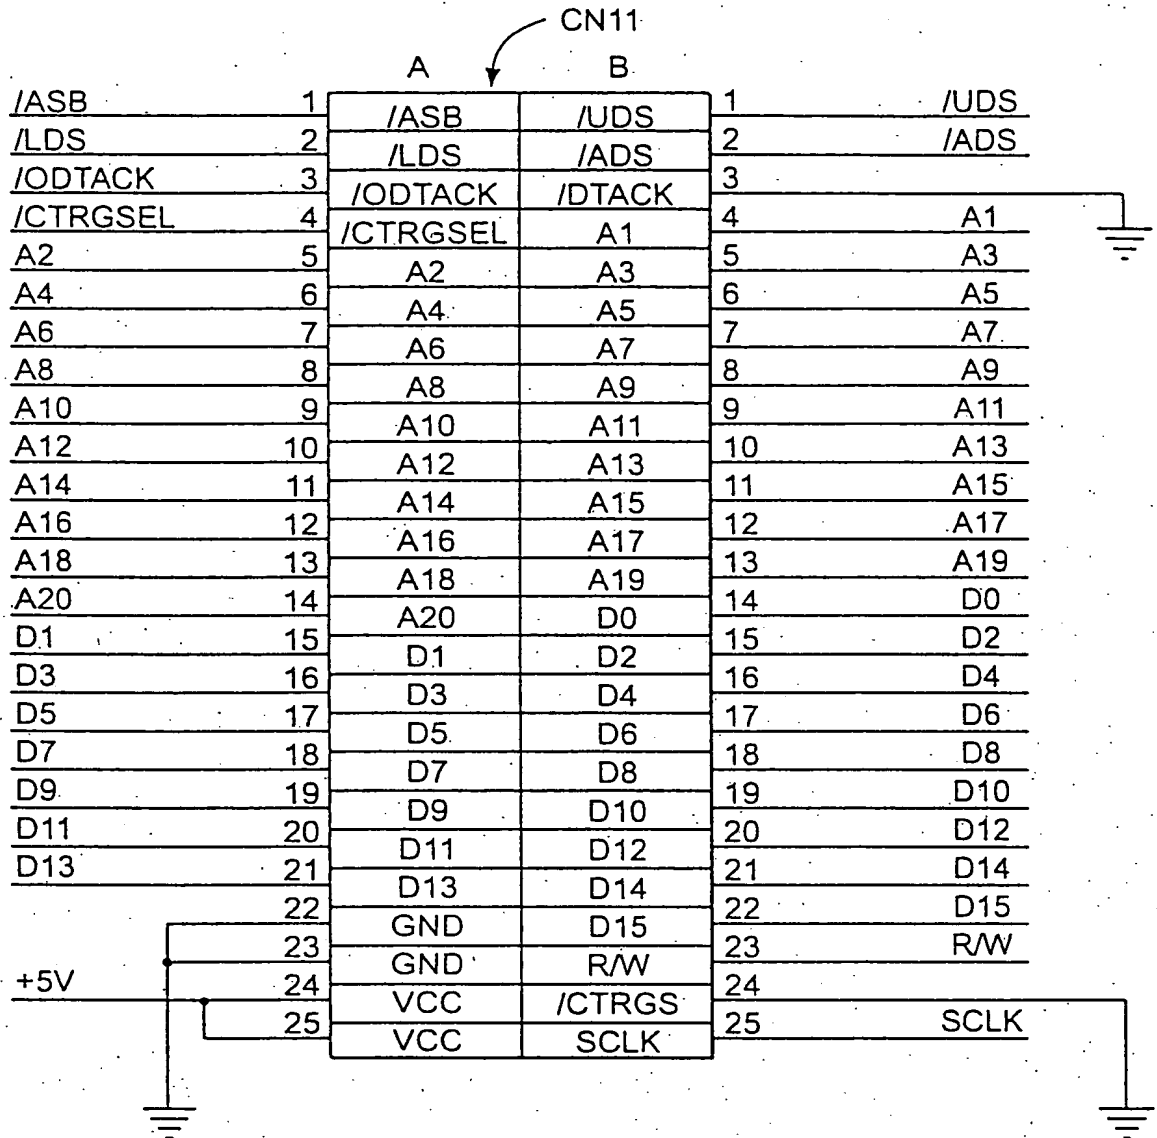 CN11
A B
/ASB 1 /ASB /UDS 1 /UDS
/LDS 2 /LDS /ADS 2 /ADS
/ODTACK 3 /ODTACK /DTACK 3
/CTRGSEL 4 /CTRGSEL A1 4 A1
A2 5 A2 A3 5 A3
A4 6 A4 A5 6 A5
A6 7 A6 A7 7 A7
A8 8 A8 A9 8 A9
A10 9 A10 A11 9 A11
A12 10 A12 A13 10 A13
A14 11 A14 A15 11 A15
A16 12 A16 A17 12 A17
A18 13 A18 A19 13 A19
A20 14 A20 D0 14 D0
D1 15 D1 D2 15 D2
D3 16 D3 D4 16 D4
D5 17 D5 D6 17 D6
D7 18 D7 D8 18 D8
D9 19 D9 D10 19 D10
D11 20 D11 D12 20 D12
D13 21 D13 D14 21 D14
22 GND D15 22 D15
23 GND R/W 23 R/W
+5V 24 VCC /CTRGS 24
25 VCC SCLK 25 SCLK